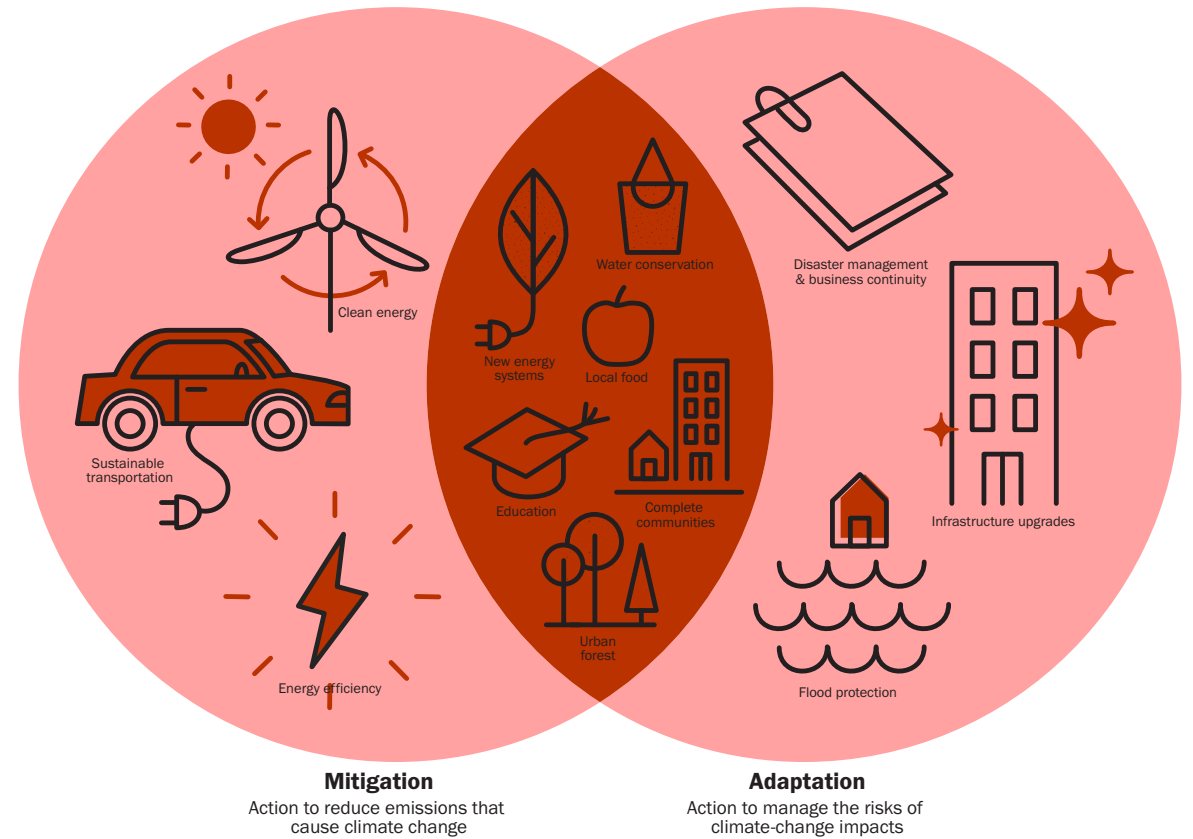 Clean energy
Sustainable
transportation
Energy efficiency
Water conservation
New energy
systems
Local food
Education
Complete
communities
Urban
forest
Disaster management
& business continuity
Infrastructure upgrades
Flood protection
Mitigation
Action to reduce emissions that
cause climate change
Adaptation
Action to manage the risks of
climate-change impacts